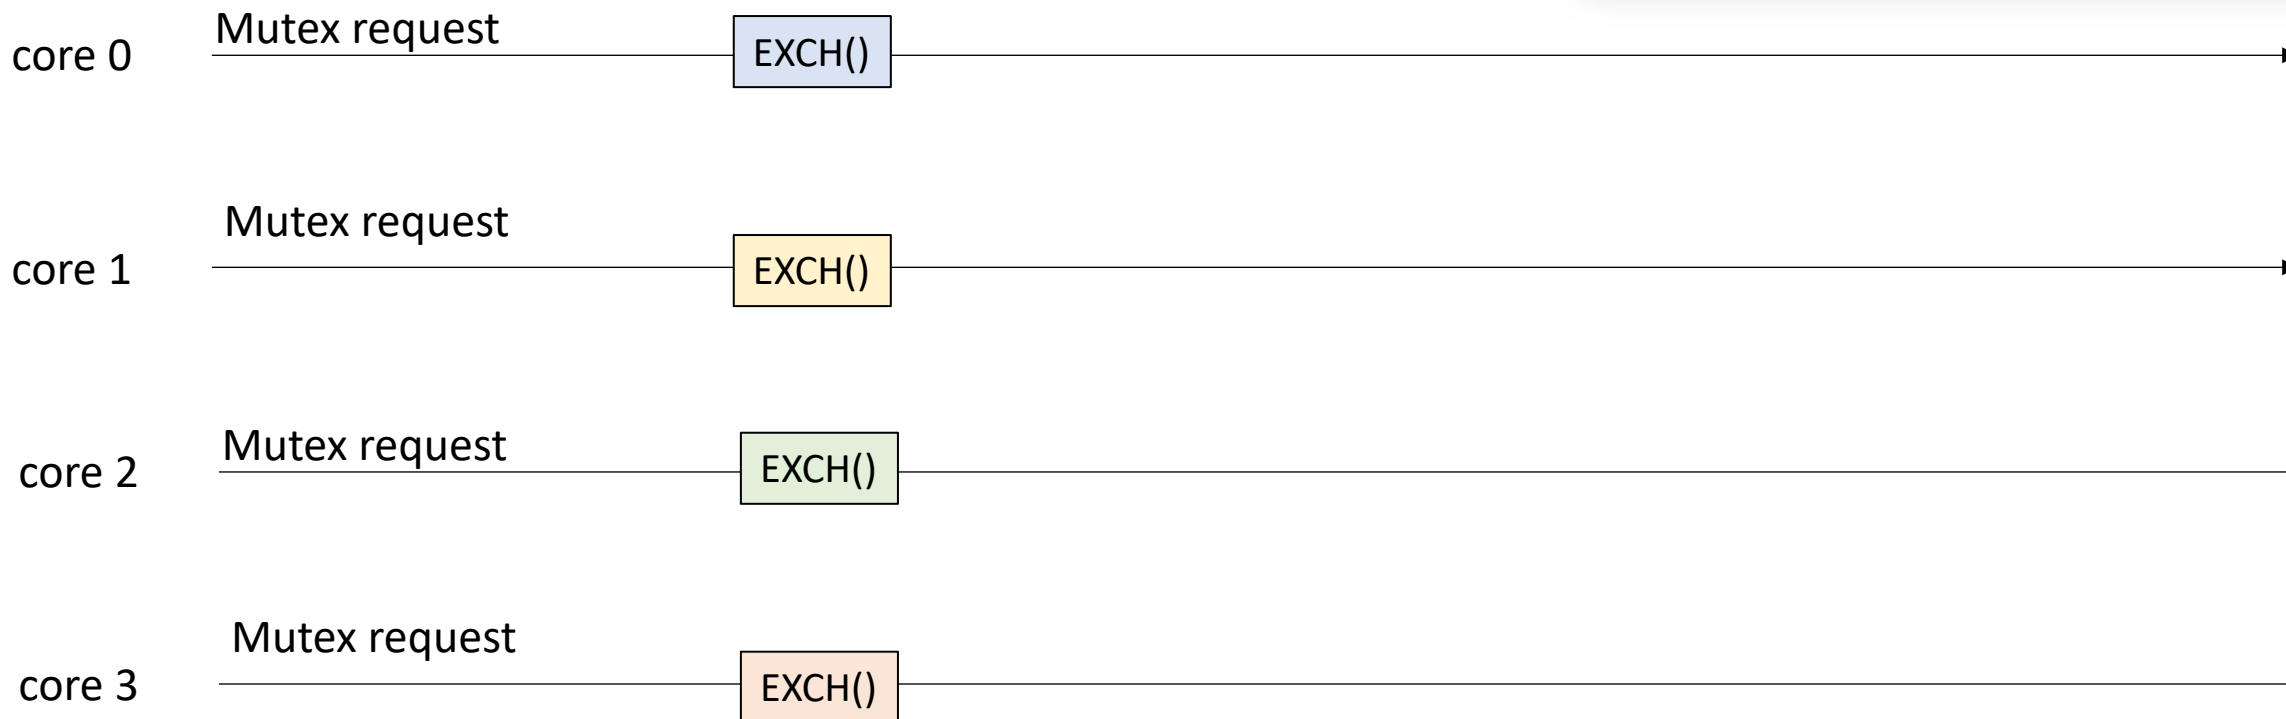 Mutex request
core 0
EXCH()
Mutex request
core 1
EXCH()
Mutex request
core 2
EXCH()
Mutex request
core 3
EXCH()